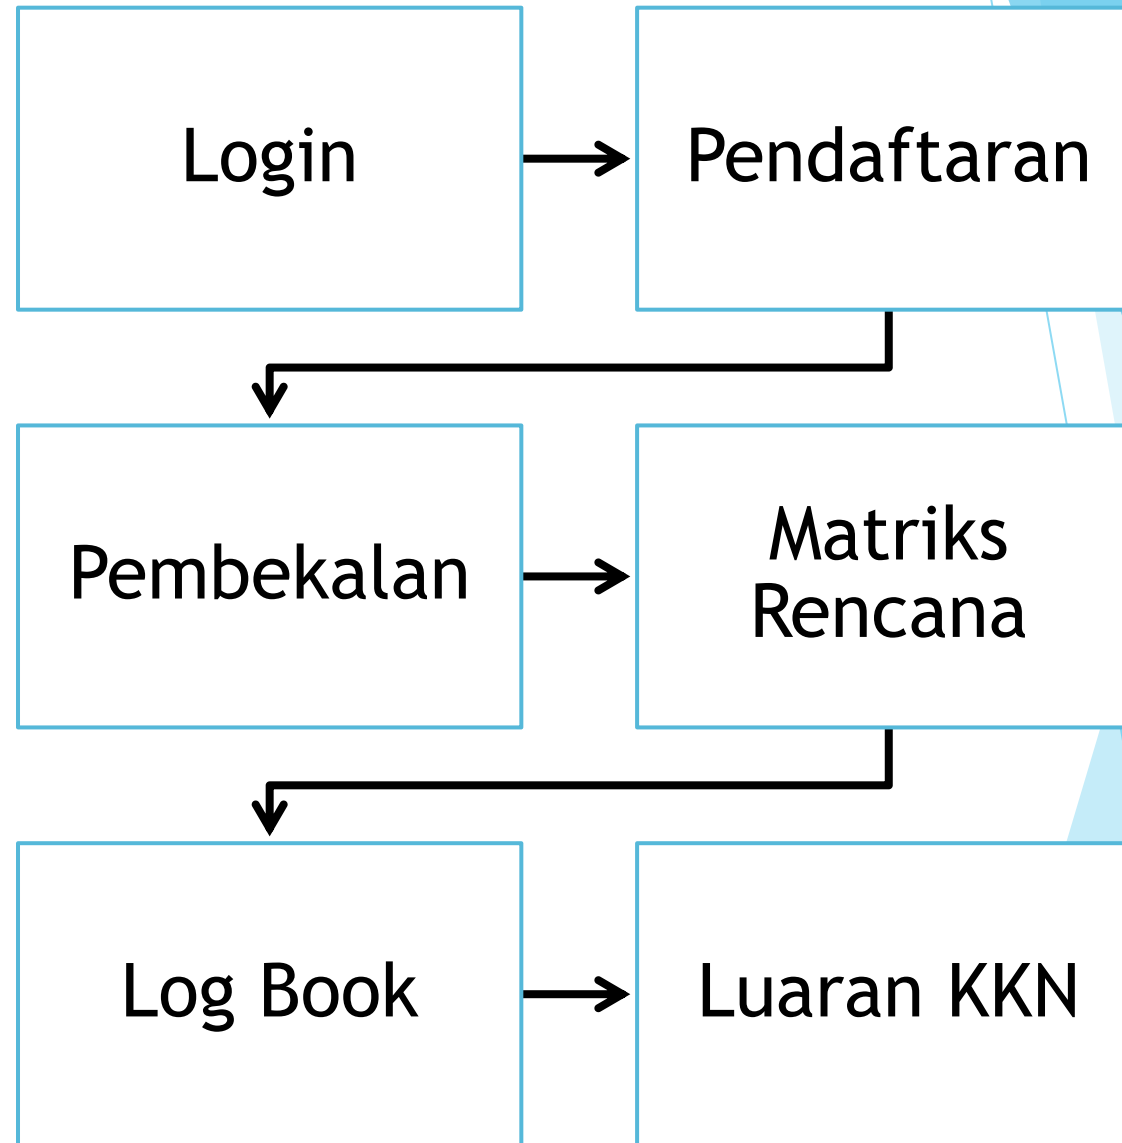 Login
Pendaftaran
Pembekalan
Matriks
Rencana
Log Book
Luaran KKN